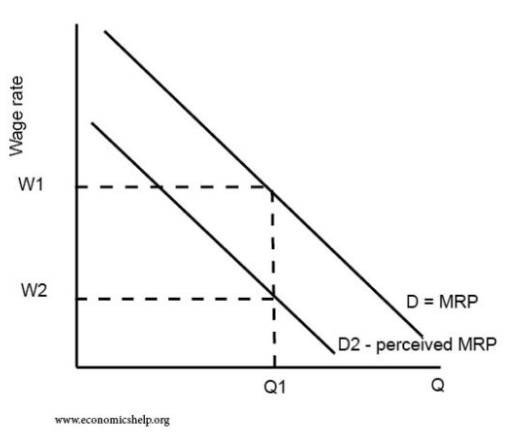 Wage rate
W1
W2
D = MRP
D2 - perceived MRP
Q1
Q
www.economicshelp.org